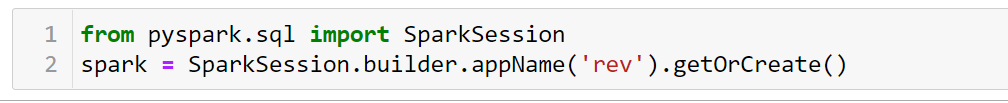 1 from pyspark.sql import SparkSession
2 spark = SparkSession.builder.appName('rev').getOrCreate()